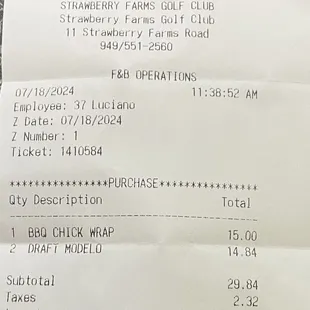 STRAWBERRY FARMS GOLF CLUB
Strawberry Farms Golf Club
11 Strawberry Farms Road
949/551-2560
F&B OPERATIONS
07/18/2024 11:38:52 AM
Employee: 37 Luciano
Z Date: 07/18/2024
Z Number: 1
Ticket: 1410584
****************PURCHASE****************
Qty Description Total
----------------------------------------
1 BBQ CHICK WRAP 15.00
2 DRAFT MODELO 14.84
Subtotal 29.84
Taxes 2.32